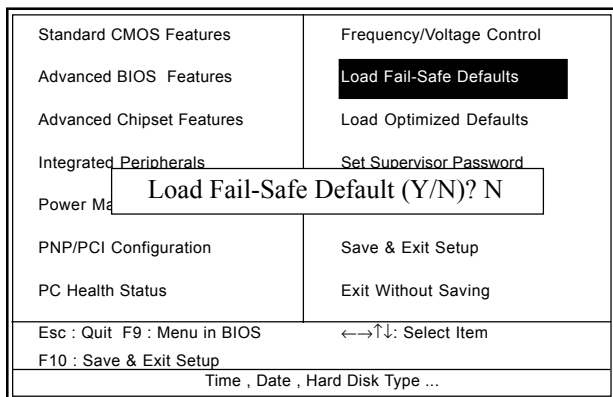 Standard CMOS Features
Advanced BIOS Features
Advanced Chipset Features
Integrated Peripherals
Power Ma
PNP/PCI Configuration
PC Health Status
Frequency/Voltage Control
Load Fail-Safe Defaults
Load Optimized Defaults
Set Supervisor Password
Save & Exit Setup
Exit Without Saving
Load Fail-Safe Default (Y/N)? N
Esc : Quit F9 : Menu in BIOS
←→↑↓: Select Item
F10 : Save & Exit Setup
Time , Date , Hard Disk Type ...